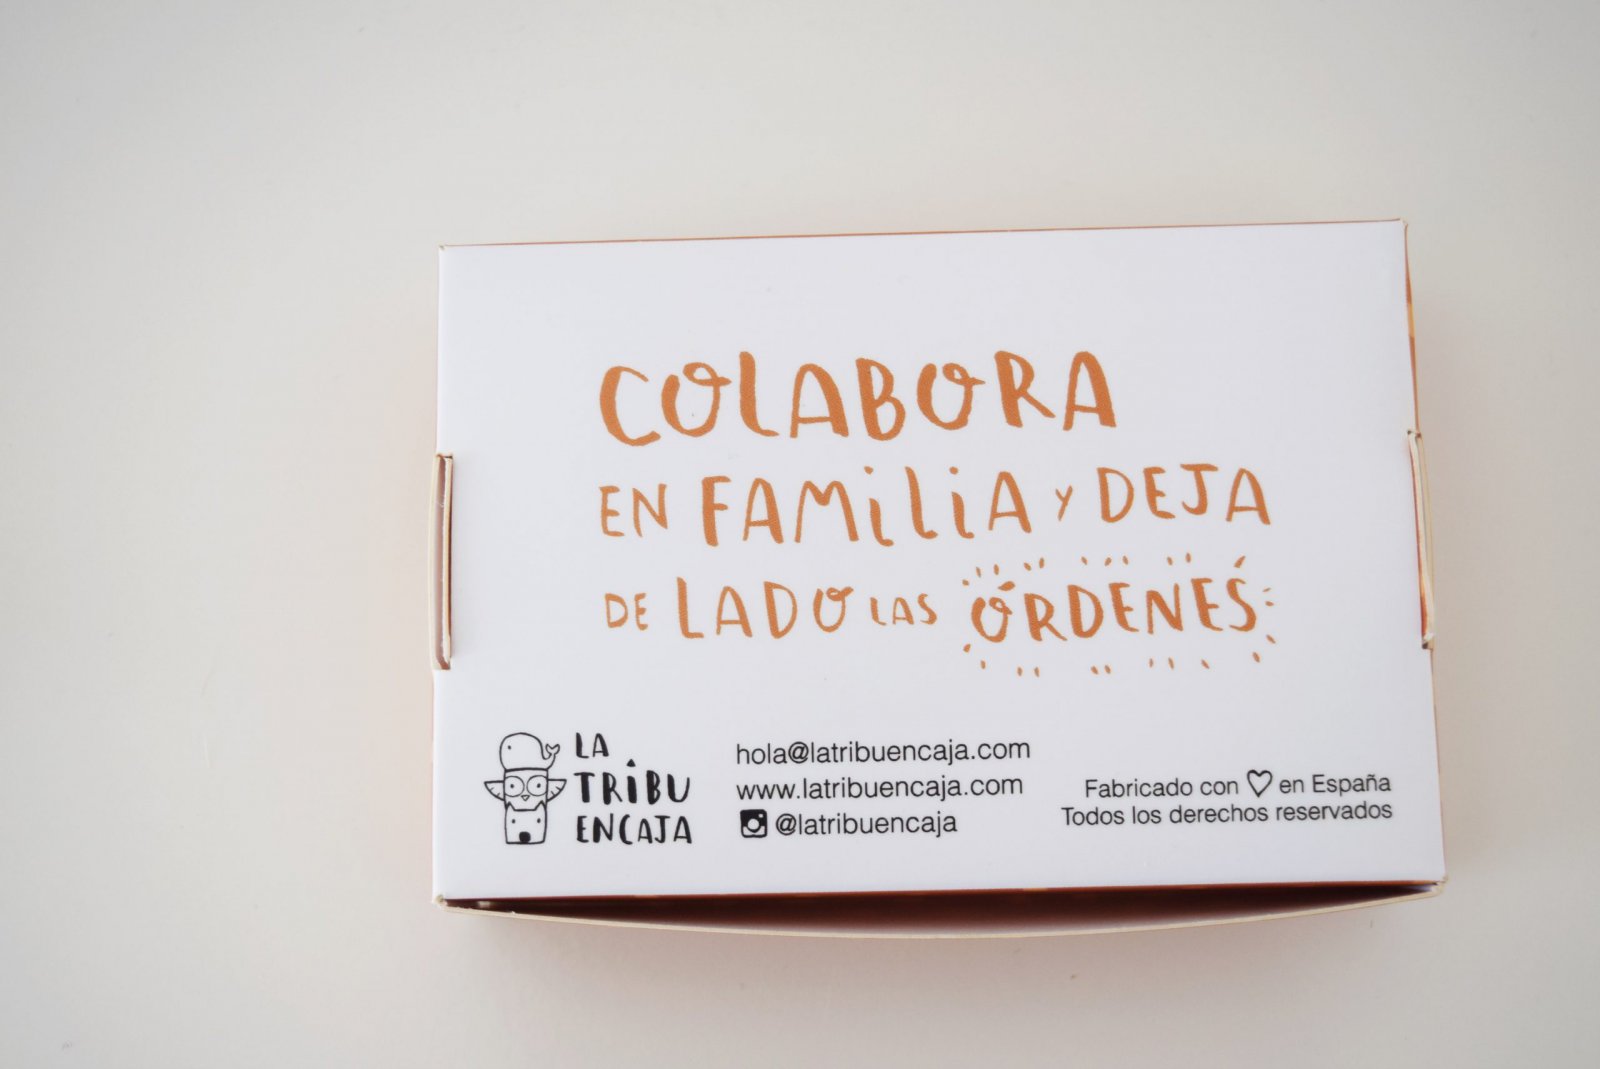 COLABORA
EN FAMiLiA Y DEJA
DE LADO LAS ÓRDENES
LA
TRiBU
ENCAJA
hola@latribuencaja.com
www.latribuencaja.com
@latribuencaja
Fabricado con ♡ en España
Todos los derechos reservados